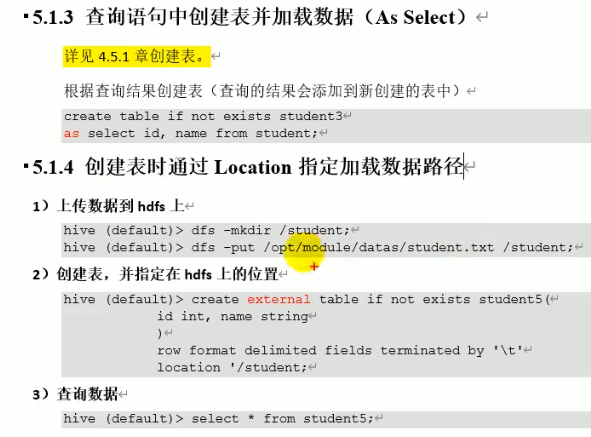 5.1.3 查询语句中创建表并加载数据（As Select）
详见 4.5.1 章创建表。
根据查询结果创建表（查询的结果会添加到新创建的表中）
create table if not exists student3
as select id, name from student;
5.1.4 创建表时通过 Location 指定加载数据路径
1）上传数据到 hdfs 上
hive (default)> dfs -mkdir /student;
hive (default)> dfs -put /opt/module/datas/student.txt /student;
2）创建表，并指定在 hdfs 上的位置
hive (default)> create external table if not exists student5(
id int, name string
)
row format delimited fields terminated by '\t'
location '/student;
3）查询数据
hive (default)> select * from student5;